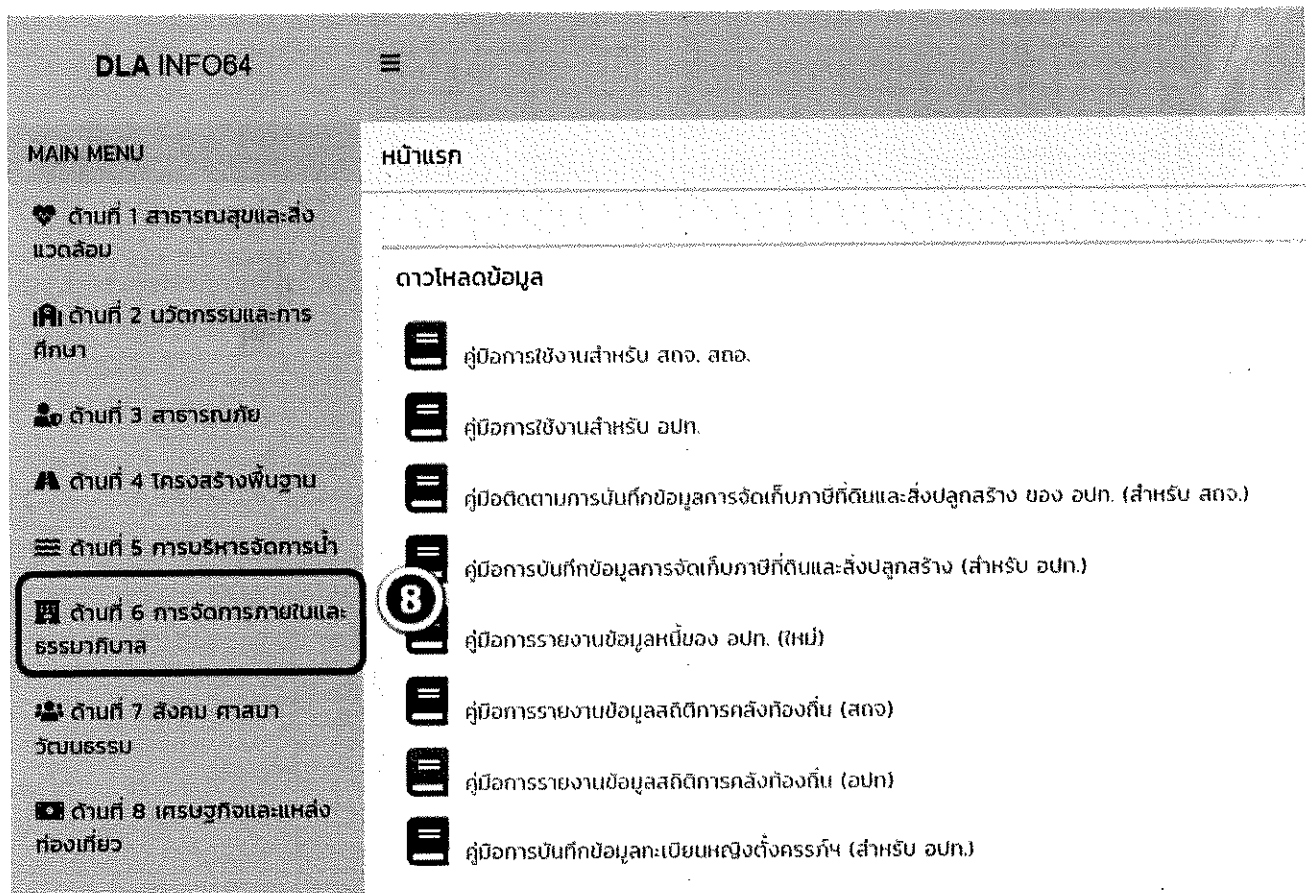 DLA INFO64
MAIN MENU
ด้านที่ 1 สาธารณสุขและสิ่ง
แวดล้อม
ด้านที่ 2 นวัตกรรมและการ
ศึกษา
ด้านที่ 3 สาธารณภัย
ด้านที่ 4 โครงสร้างพื้นฐาน
ด้านที่ 5 การบริหารจัดการน้ำ
ด้านที่ 6 การจัดการภายในและ
ธรรมาภิบาล
ด้านที่ 7 สังคม ศาสนา
วัฒนธรรม
ด้านที่ 8 เศรษฐกิจและแหล่ง
ท่องเที่ยว
หน้าแรก
ดาวโหลดข้อมูล
คู่มือการใช้งานสำหรับ สถจ. สถอ.
คู่มือการใช้งานสำหรับ อปท.
คู่มือติดตามการบันทึกข้อมูลการจัดเก็บภาษีที่ดินและสิ่งปลูกสร้าง ของ อปท. (สำหรับ สถจ.)
คู่มือการบันทึกข้อมูลการจัดเก็บภาษีที่ดินและสิ่งปลูกสร้าง (สำหรับ อปท.)
8
คู่มือการรายงานข้อมูลหนี้ของ อปท. (ใหม่)
คู่มือการรายงานข้อมูลสถิติการคลังท้องถิ่น (สถจ)
คู่มือการรายงานข้อมูลสถิติการคลังท้องถิ่น (อปท)
คู่มือการบันทึกข้อมูลทะเบียนหญิงตั้งครรภ์ฯ (สำหรับ อปท.)